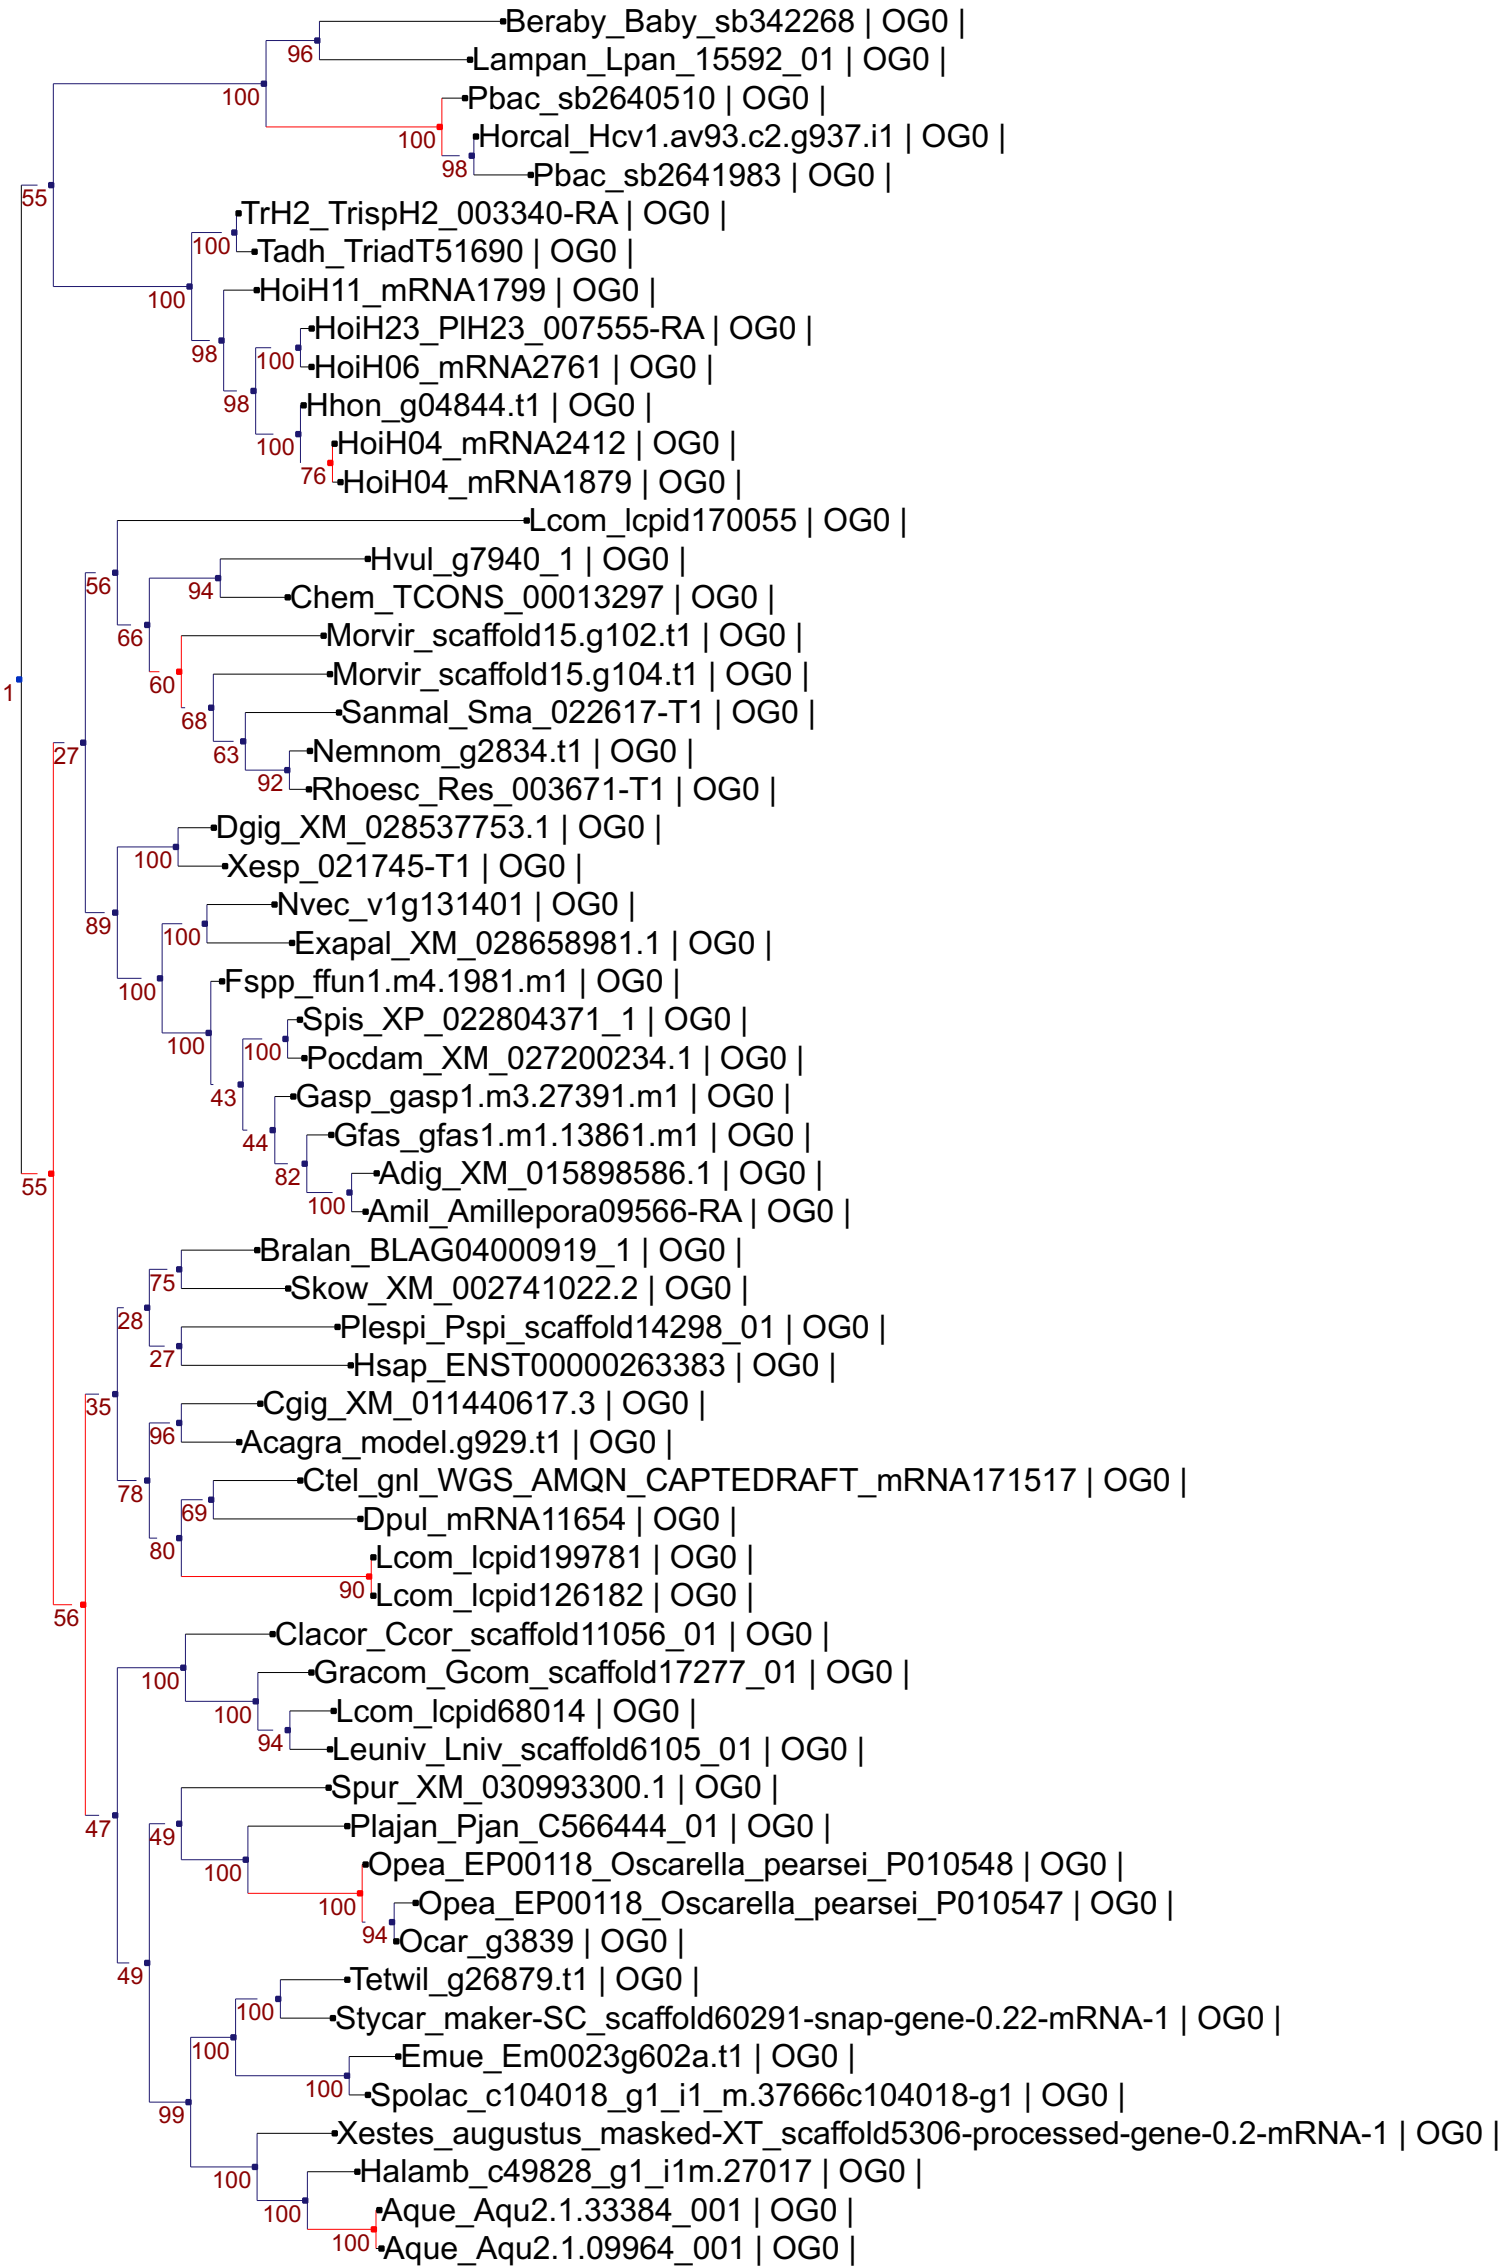 Beraby_Baby_sb342268 | OG0 |
96
Lampan_Lpan_15592_01 | OG0 |
100
Pbac_sb2640510 | OG0 |
100
Horcal_Hcv1.av93.c2.g937.i1 | OG0 |
98
Pbac_sb2641983 | OG0 |
55
TrH2_TrispH2_003340-RA | OG0 |
100
Tadh_TriadT51690 | OG0 |
100
HoiH11_mRNA1799 | OG0 |
HoiH23_PlH23_007555-RA | OG0 |
98
100
HoiH06_mRNA2761 | OG0 |
98
Hhon_g04844.t1 | OG0 |
100
HoiH04_mRNA2412 | OG0 |
76
HoiH04_mRNA1879 | OG0 |
Lcom_lcpid170055 | OG0 |
Hvul_g7940_1 | OG0 |
56
94
Chem_TCONS_00013297 | OG0 |
66
Morvir_scaffold15.g102.t1 | OG0 |
1
60
Morvir_scaffold15.g104.t1 | OG0 |
68
Sanmal_Sma_022617-T1 | OG0 |
27
63
Nemnom_g2834.t1 | OG0 |
92
Rhoesc_Res_003671-T1 | OG0 |
Dgig_XM_028537753.1 | OG0 |
100
Xesp_021745-T1 | OG0 |
Nvec_v1g131401 | OG0 |
89
100
Exapal_XM_028658981.1 | OG0 |
100
Fspp_ffun1.m4.1981.m1 | OG0 |
Spis_XP_022804371_1 | OG0 |
100
100
Pocdam_XM_027200234.1 | OG0 |
43
Gasp_gasp1.m3.27391.m1 | OG0 |
44
Gfas_gfas1.m1.13861.m1 | OG0 |
82
Adig_XM_015898586.1 | OG0 |
55
100
Amil_Amillepora09566-RA | OG0 |
Bralan_BLAG04000919_1 | OG0 |
75
Skow_XM_002741022.2 | OG0 |
28
Plespi_Pspi_scaffold14298_01 | OG0 |
27
Hsap_ENST00000263383 | OG0 |
35
Cgig_XM_011440617.3 | OG0 |
96
Acagra_model.g929.t1 | OG0 |
78
Ctel_gnl_WGS_AMQN_CAPTEDRAFT_mRNA171517 | OG0 |
69
Dpul_mRNA11654 | OG0 |
80
Lcom_lcpid199781 | OG0 |
90
Lcom_lcpid126182 | OG0 |
56
Clacor_Ccor_scaffold11056_01 | OG0 |
100
Gracom_Gcom_scaffold17277_01 | OG0 |
100
Lcom_lcpid68014 | OG0 |
94
Leuniv_Lniv_scaffold6105_01 | OG0 |
Spur_XM_030993300.1 | OG0 |
47
49
Plajan_Pjan_C566444_01 | OG0 |
100
Opea_EP00118_Oscarella_pearsei_P010548 | OG0 |
100
Opea_EP00118_Oscarella_pearsei_P010547 | OG0 |
94
Ocar_g3839 | OG0 |
49
Tetwil_g26879.t1 | OG0 |
100
Stycar_maker-SC_scaffold60291-snap-gene-0.22-mRNA-1 | OG0 |
100
Emue_Em0023g602a.t1 | OG0 |
100
Spolac_c104018_g1_i1_m.37666c104018-g1 | OG0 |
99
Xestes_augustus_masked-XT_scaffold5306-processed-gene-0.2-mRNA-1 | OG0 |
100
Halamb_c49828_g1_i1m.27017 | OG0 |
100
Aque_Aqu2.1.33384_001 | OG0 |
100
Aque_Aqu2.1.09964_001 | OG0 |